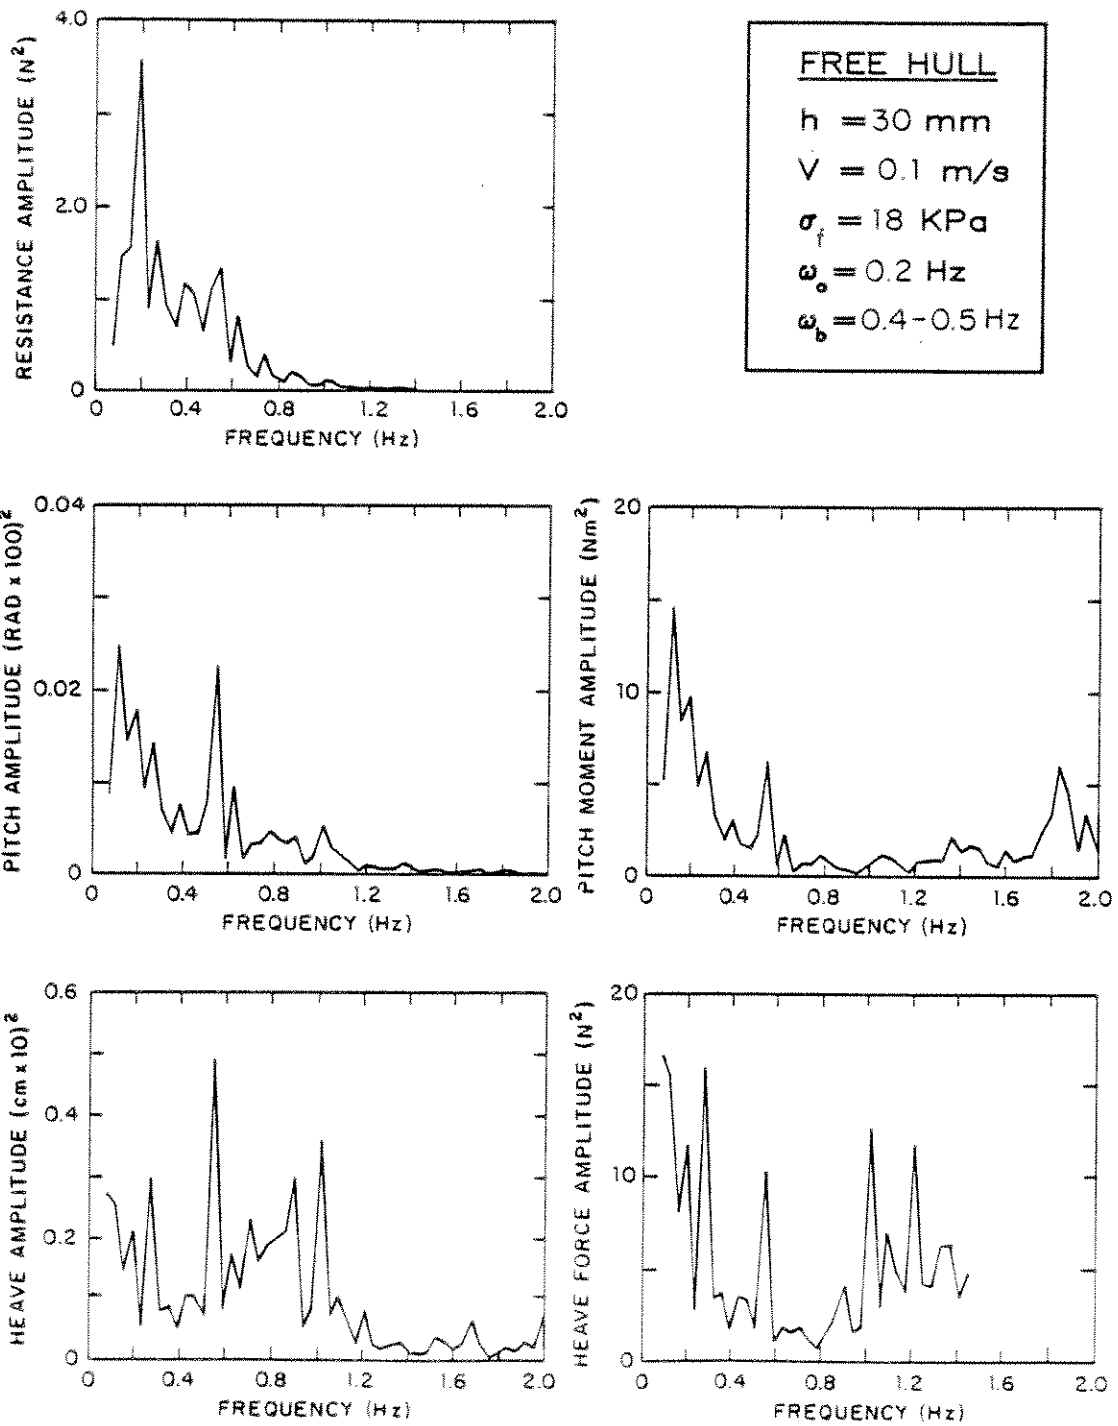 RESISTANCE AMPLITUDE (N²)
4.0
2.0
0
0 0.4 0.8 1.2 1.6 2.0
FREQUENCY (Hz)
FREE HULL
h = 30 mm
V = 0.1 m/s
σf = 18 KPa
ωo = 0.2 Hz
ωb = 0.4-0.5 Hz
PITCH AMPLITUDE (RAD x 100)²
0.04
0.02
0
0 0.4 0.8 1.2 1.6 2.0
FREQUENCY (Hz)
PITCH MOMENT AMPLITUDE (Nm²)
20
10
0
0 0.4 0.8 1.2 1.6 2.0
FREQUENCY (Hz)
HEAVE AMPLITUDE (cm x 10)²
0.6
0.4
0.2
0
0 0.4 0.8 1.2 1.6 2.0
FREQUENCY (Hz)
HEAVE FORCE AMPLITUDE (N²)
20
10
0
0 0.4 0.8 1.2 1.6 2.0
FREQUENCY (Hz)